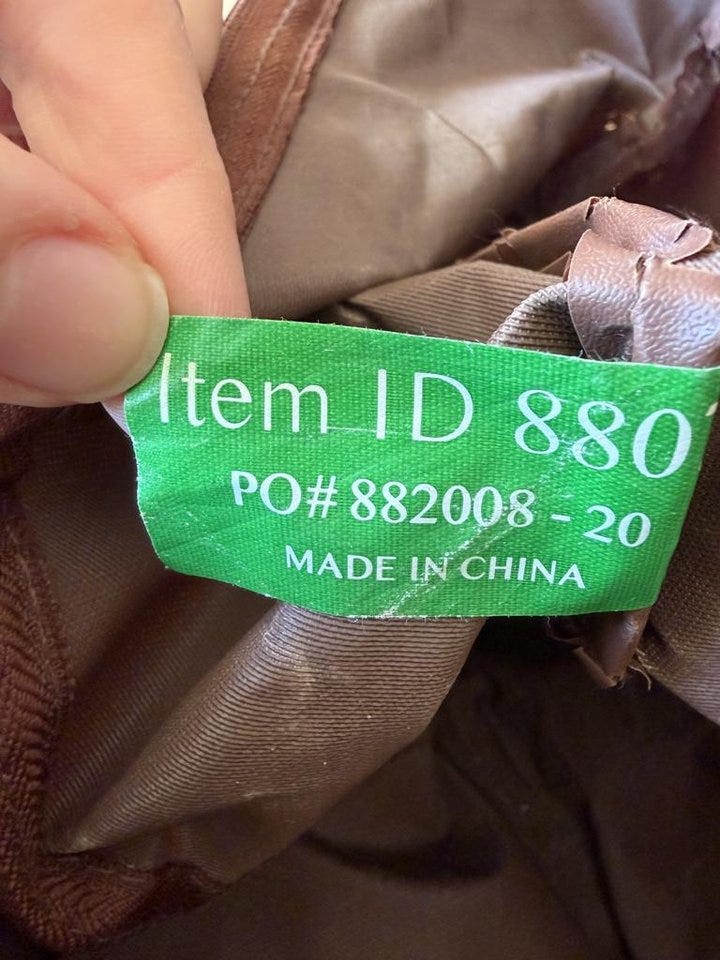 Item ID 880
PO# 882008 - 20
MADE IN CHINA